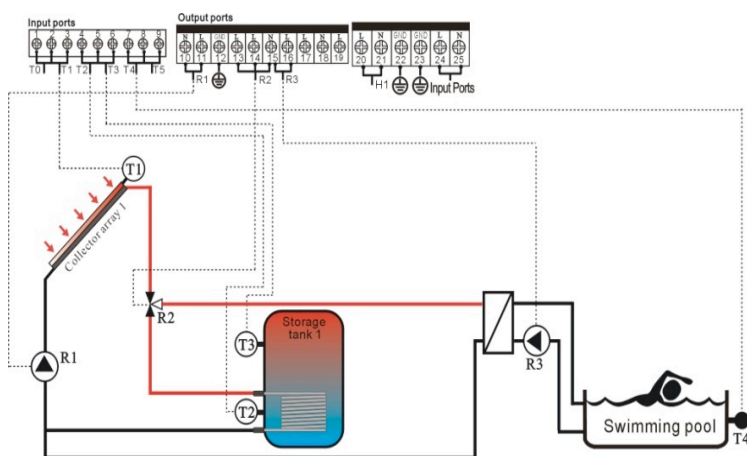 Input ports
1 2 3 4 5 6 7 8 9
T0 T1 T2 T3 T4 T5
Output ports
N L GND L L N L L N L
10 11 12 13 14 15 16 17 18 19
R1 R2 R3
L N GND GND L N
20 21 22 23 24 25
H1 Input Ports
T1
Collector array 1
R2
R1
Storage
tank 1
T3
T2
R3
Swimming pool
T4